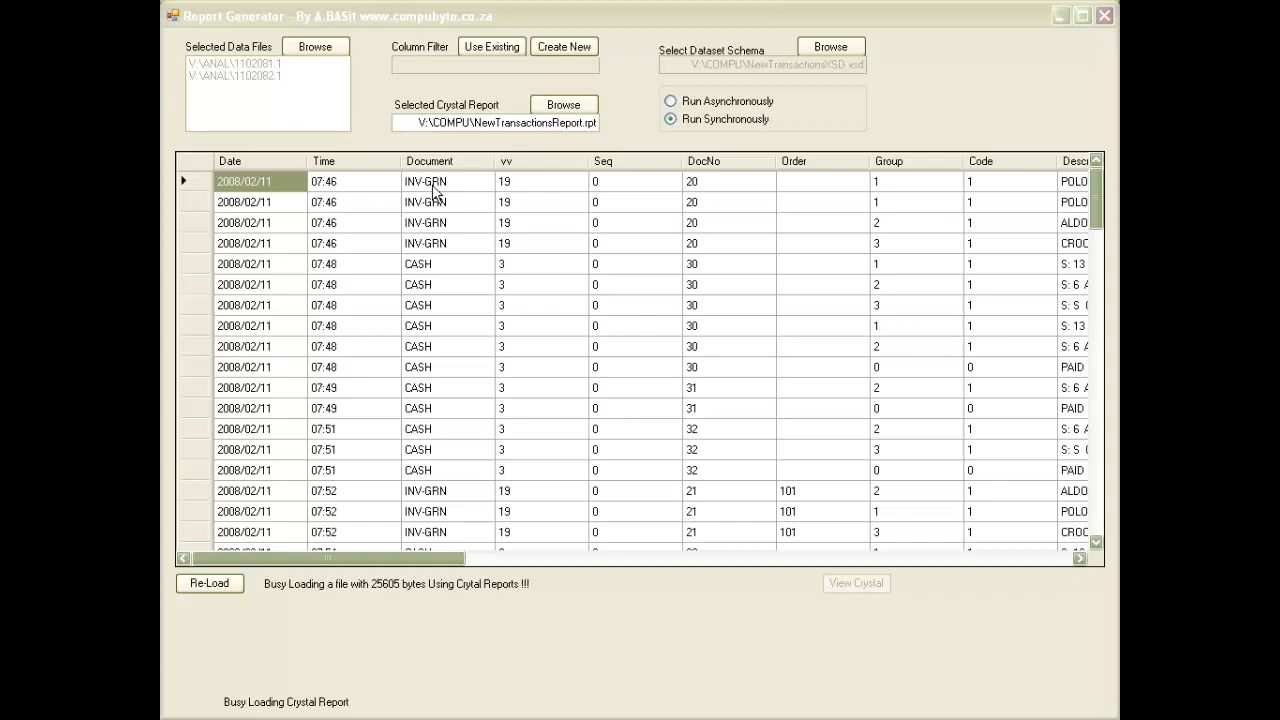 Report Generator - By A.BASit www.compubyte.co.za
Selected Data Files Browse
V:\ANAL\1102081.1
V:\ANAL\1102082.1
Column Filter Use Existing Create New
Selected Crystal Report Browse
V:\COMPU\NewTransactionsReport.rpt
Select Dataset Schema Browse
V:\COMPU\NewTransactionsXSD.xsd
Run Asynchronously
Run Synchronously
Date Time Document vv Seq DocNo Order Group Code Descr
2008/02/11 07:46 INV-GRN 19 0 20 1 1 POLO
2008/02/11 07:46 INV-GRN 19 0 20 1 1 POLO
2008/02/11 07:46 INV-GRN 19 0 20 2 1 ALDO
2008/02/11 07:46 INV-GRN 19 0 20 3 1 CROC
2008/02/11 07:48 CASH 3 0 30 1 1 S: 13
2008/02/11 07:48 CASH 3 0 30 2 1 S: 6 A
2008/02/11 07:48 CASH 3 0 30 3 1 S: S C
2008/02/11 07:48 CASH 3 0 30 1 1 S: 13
2008/02/11 07:48 CASH 3 0 30 2 1 S: 6 A
2008/02/11 07:48 CASH 3 0 30 0 0 PAID
2008/02/11 07:49 CASH 3 0 31 2 1 S: 6 A
2008/02/11 07:49 CASH 3 0 31 0 0 PAID
2008/02/11 07:51 CASH 3 0 32 2 1 S: 6 A
2008/02/11 07:51 CASH 3 0 32 3 1 S: S C
2008/02/11 07:51 CASH 3 0 32 0 0 PAID
2008/02/11 07:52 INV-GRN 19 0 21 101 2 1 ALDO
2008/02/11 07:52 INV-GRN 19 0 21 101 1 1 POLO
2008/02/11 07:52 INV-GRN 19 0 21 101 3 1 CROC
Re-Load Busy Loading a file with 25605 bytes Using Crytal Reports !!! View Crystal
Busy Loading Crystal Report